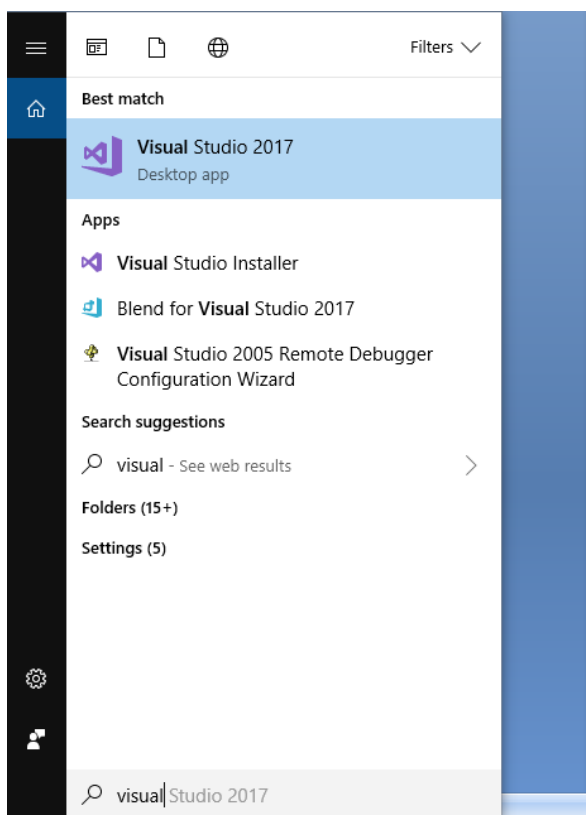 Filters
Best match
Visual Studio 2017
Desktop app
Apps
Visual Studio Installer
Blend for Visual Studio 2017
Visual Studio 2005 Remote Debugger
Configuration Wizard
Search suggestions
visual - See web results
Folders (15+)
Settings (5)
visual Studio 2017